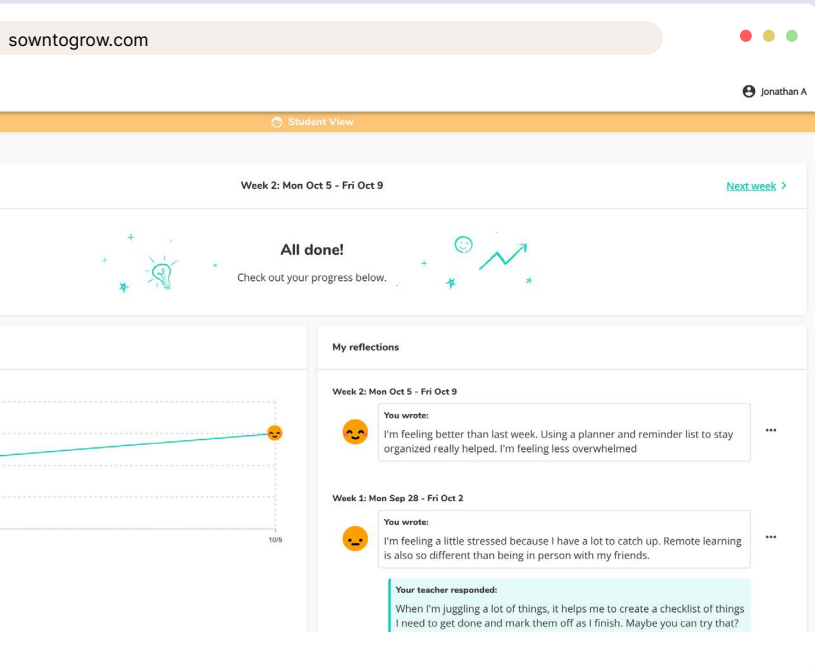 sowntogrow.com
Jonathan A
Student View
Week 2: Mon Oct 5 - Fri Oct 9
Next week >
All done!
Check out your progress below.
10/5
My reflections
Week 2: Mon Oct 5 - Fri Oct 9
You wrote:
I'm feeling better than last week. Using a planner and reminder list to stay
organized really helped. I'm feeling less overwhelmed
Week 1: Mon Sep 28 - Fri Oct 2
You wrote:
I'm feeling a little stressed because I have a lot to catch up. Remote learning
is also so different than being in person with my friends.
Your teacher responded:
When I'm juggling a lot of things, it helps me to create a checklist of things
I need to get done and mark them off as I finish. Maybe you can try that?